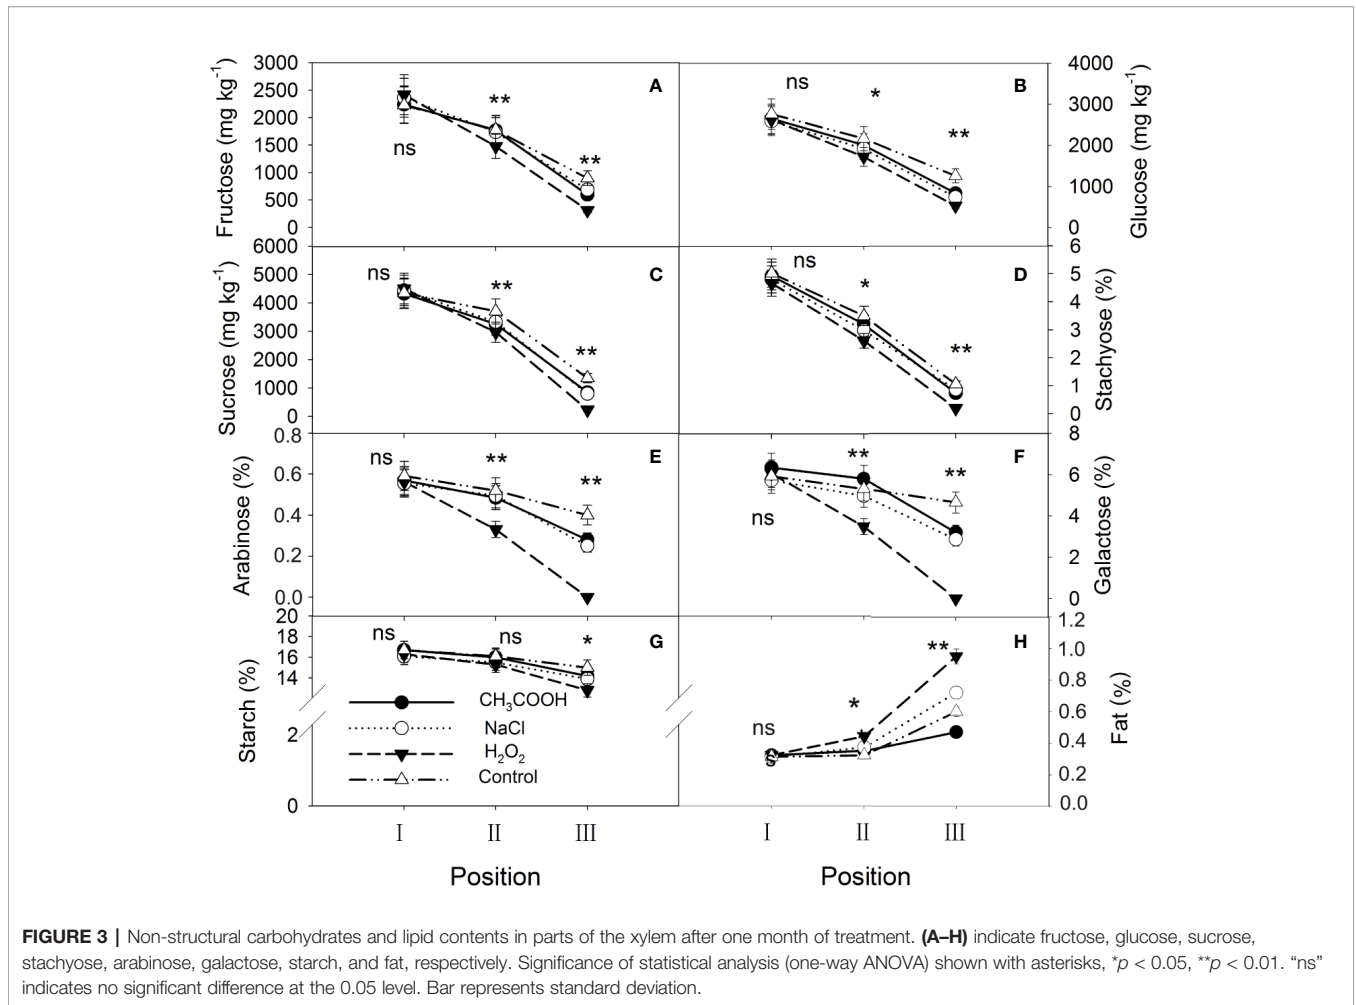 3000
2500
2000
1500
1000
500
0
Fructose (mg kg-1)
ns
**
**
A
4000
3000
2000
1000
0
Glucose (mg kg-1)
ns
*
**
B
6000
5000
4000
3000
2000
1000
0
Sucrose (mg kg-1)
ns
**
**
C
6
5
4
3
2
1
0
Stachyose (%)
ns
*
**
D
0.8
0.6
0.4
0.2
0.0
Arabinose (%)
ns
**
**
E
8
6
4
2
0
Galactose (%)
ns
**
**
F
20
18
16
14
2
0
Starch (%)
ns
ns
*
G
CH3COOH
NaCl
H2O2
Control
1.2
1.0
0.8
0.6
0.4
0.2
0.0
Fat (%)
ns
*
**
H
I II III
Position
I II III
Position
FIGURE 3 | Non-structural carbohydrates and lipid contents in parts of the xylem after one month of treatment. (A–H) indicate fructose, glucose, sucrose,
stachyose, arabinose, galactose, starch, and fat, respectively. Significance of statistical analysis (one-way ANOVA) shown with asterisks, *p < 0.05, **p < 0.01. “ns”
indicates no significant difference at the 0.05 level. Bar represents standard deviation.